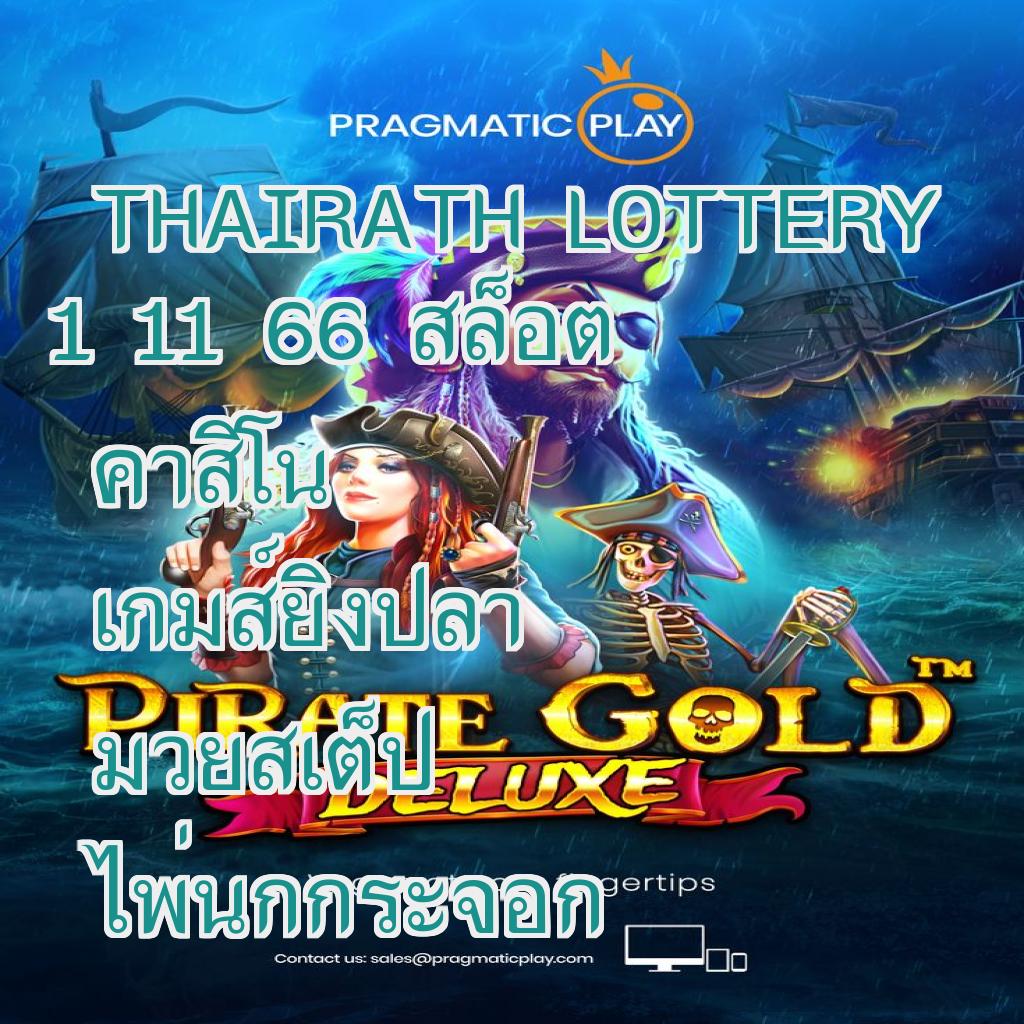 PRAGMATIC PLAY
THAIRATH LOTTERY
1 11 66 สล็อต
คาสิโน
เกมส์ยิงปลา
PIRATE GOLD TM
มวยสเต็ป
DELUXE
ไพ่นกกระจอก
Contact us: sales@pragmaticplay.com